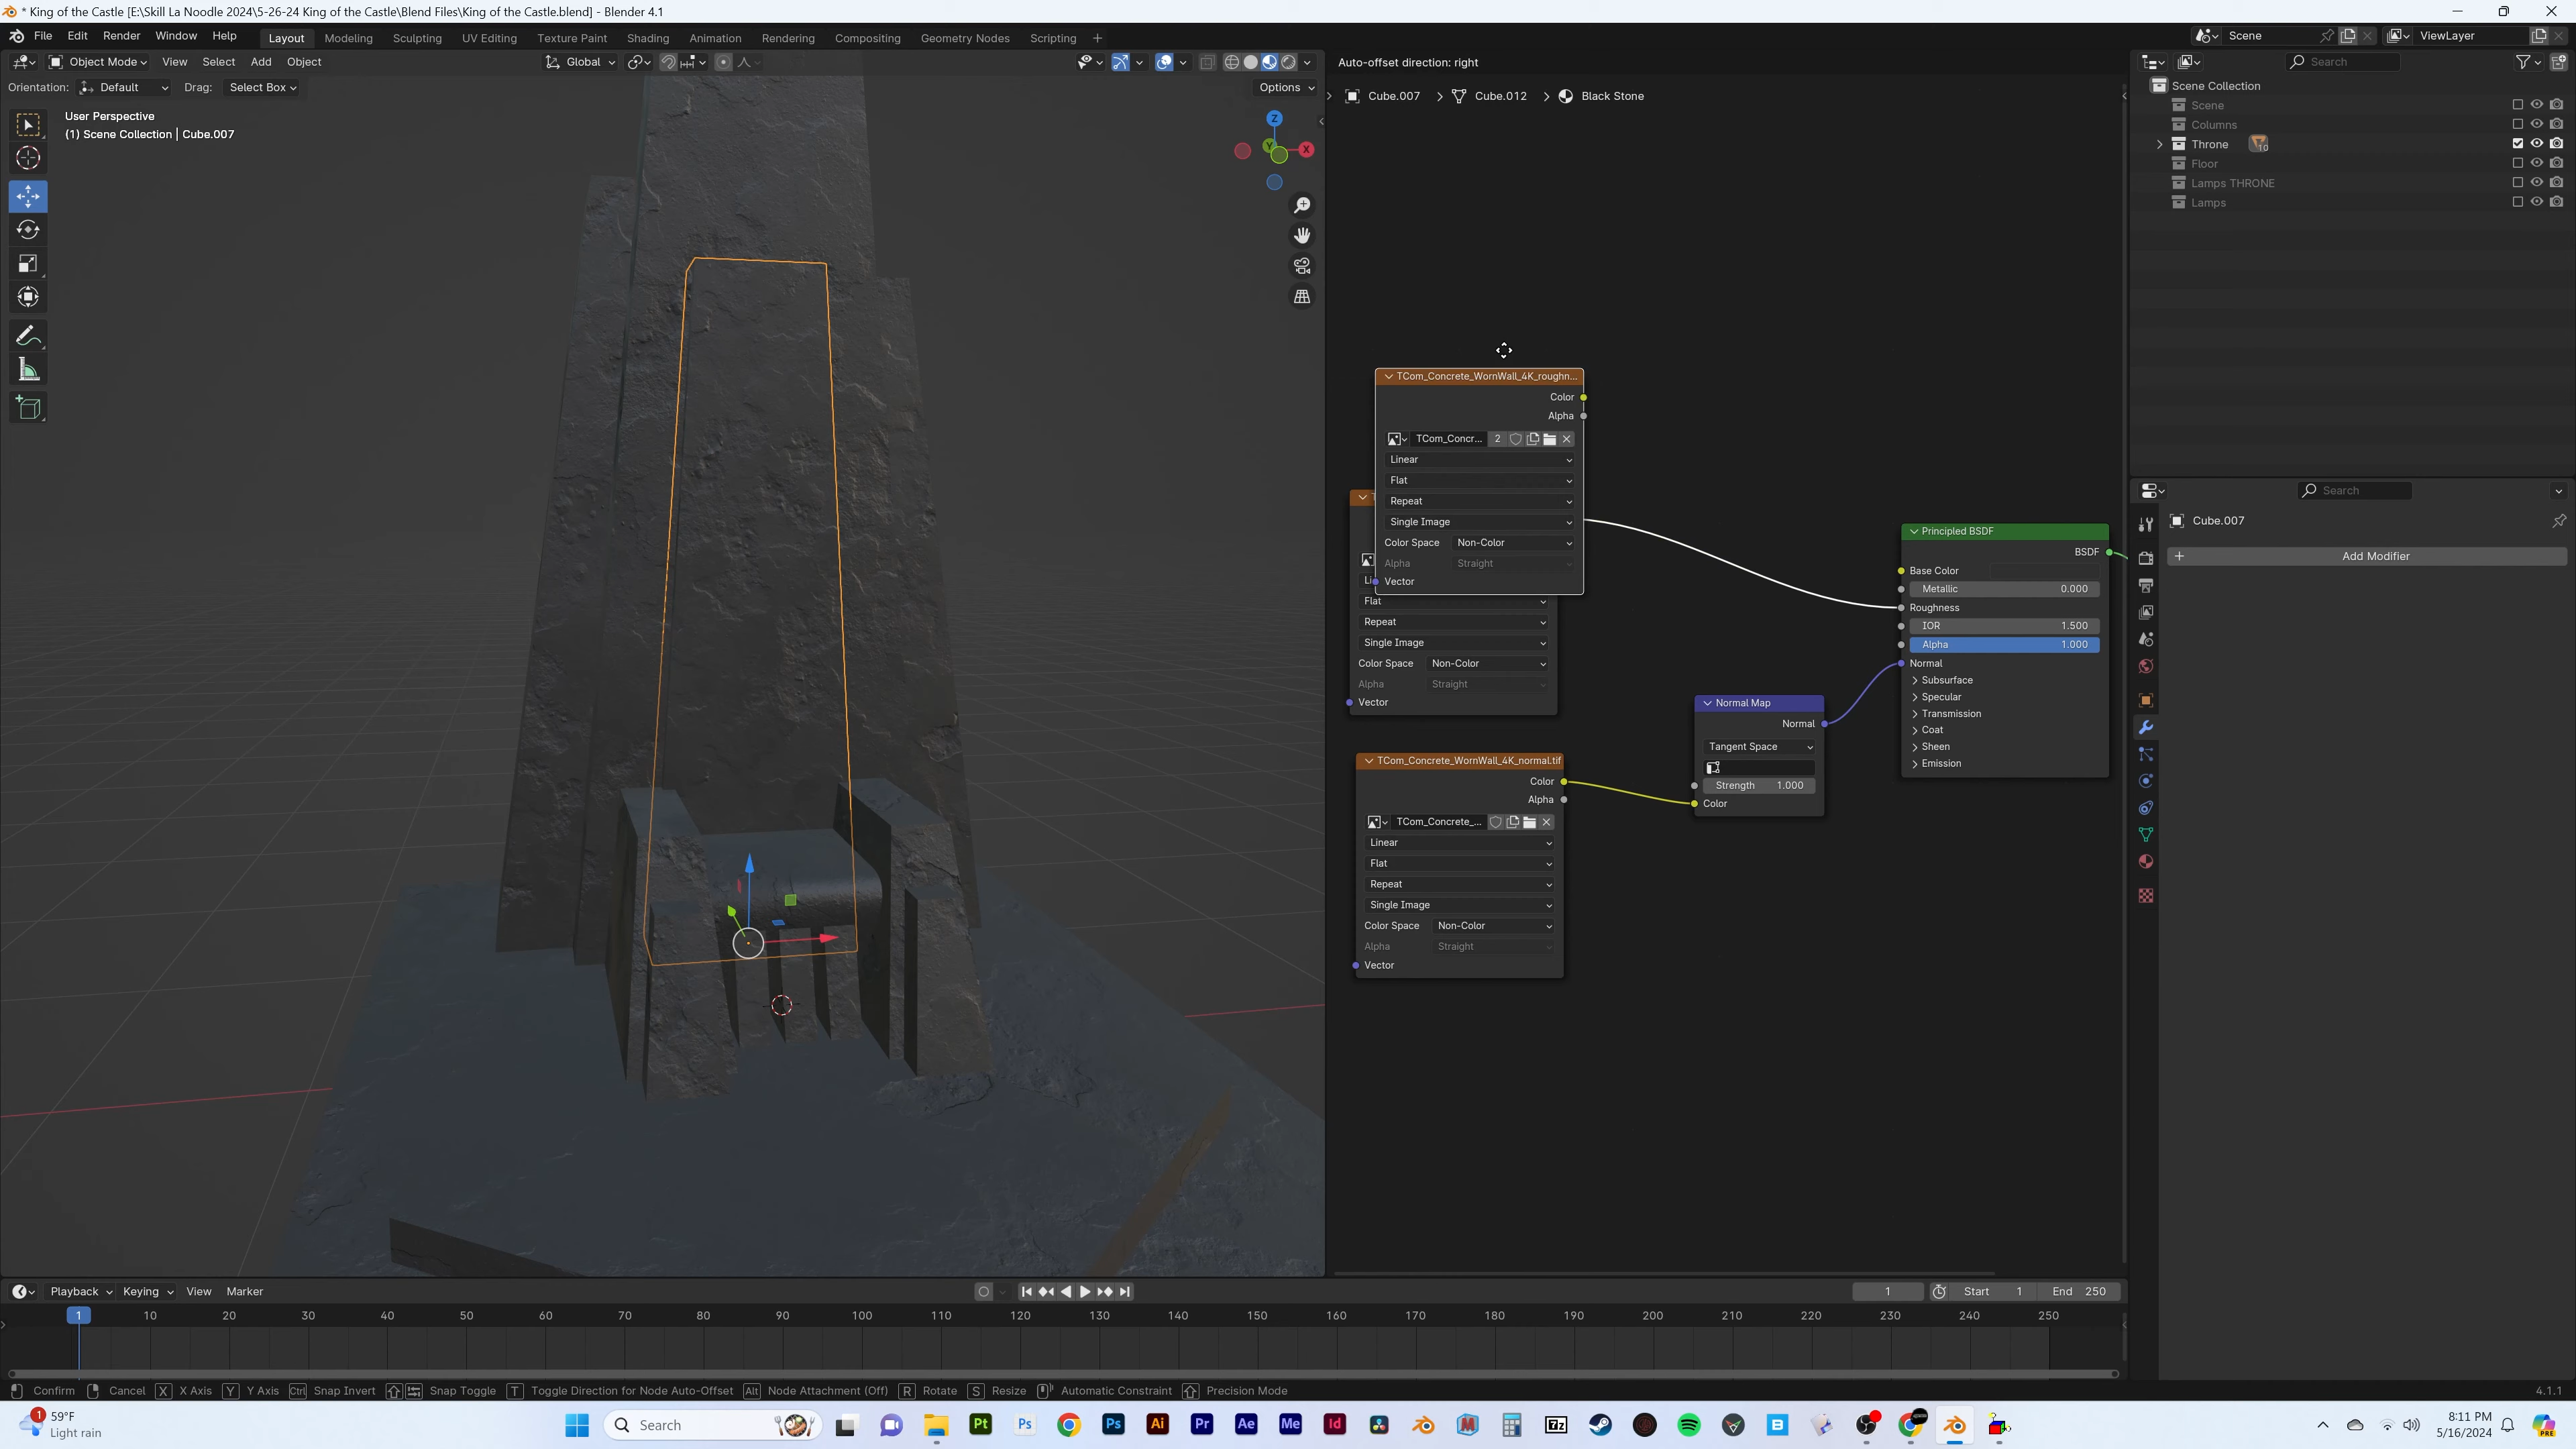 * King of the Castle [E:\Skill La Noodle 2024\5-26-24 King of the Castle\Blend Files\King of the Castle.blend] - Blender 4.1
File Edit Render Window Help Layout Modeling Sculpting UV Editing Texture Paint Shading Animation Rendering Compositing Geometry Nodes Scripting + Scene ViewLayer
Object Mode View Select Add Object Global Auto-offset direction: right Search
Orientation: Default Drag: Select Box Options
Cube.007 > Cube.012 > Black Stone
User Perspective
(1) Scene Collection | Cube.007
Z
Y
X
Scene Collection
Scene
Columns
Throne 10
Floor
Lamps THRONE
Lamps
TCom_Concrete_WornWall_4K_roughn...
Color
Alpha
TCom_Concr... 2
Linear
Flat
Repeat
Single Image
Color Space Non-Color
Alpha Straight
Vector
Flat
Repeat
Single Image
Color Space Non-Color
Alpha Straight
Vector
TCom_Concrete_WornWall_4K_normal.tif
Color
Alpha
TCom_Concrete_...
Linear
Flat
Repeat
Single Image
Color Space Non-Color
Alpha Straight
Vector
Normal Map
Normal
Tangent Space
Strength 1.000
Color
Principled BSDF
BSDF
Base Color
Metallic 0.000
Roughness
IOR 1.500
Alpha 1.000
Normal
Subsurface
Specular
Transmission
Coat
Sheen
Emission
Search
Cube.007
+ Add Modifier
Playback Keying View Marker 1 Start 1 End 250
1 10 20 30 40 50 60 70 80 90 100 110 120 130 140 150 160 170 180 190 200 210 220 230 240 250
Confirm Cancel X X Axis Y Y Axis Ctrl Snap Invert Snap Toggle T Toggle Direction for Node Auto-Offset Alt Node Attachment (Off) R Rotate S Resize Automatic Constraint Precision Mode 4.1.1
1 59°F
Light rain
Search
Pt Ps Ps Ai Pr Ae Me Id 7z B
8:11 PM
5/16/2024
PRE